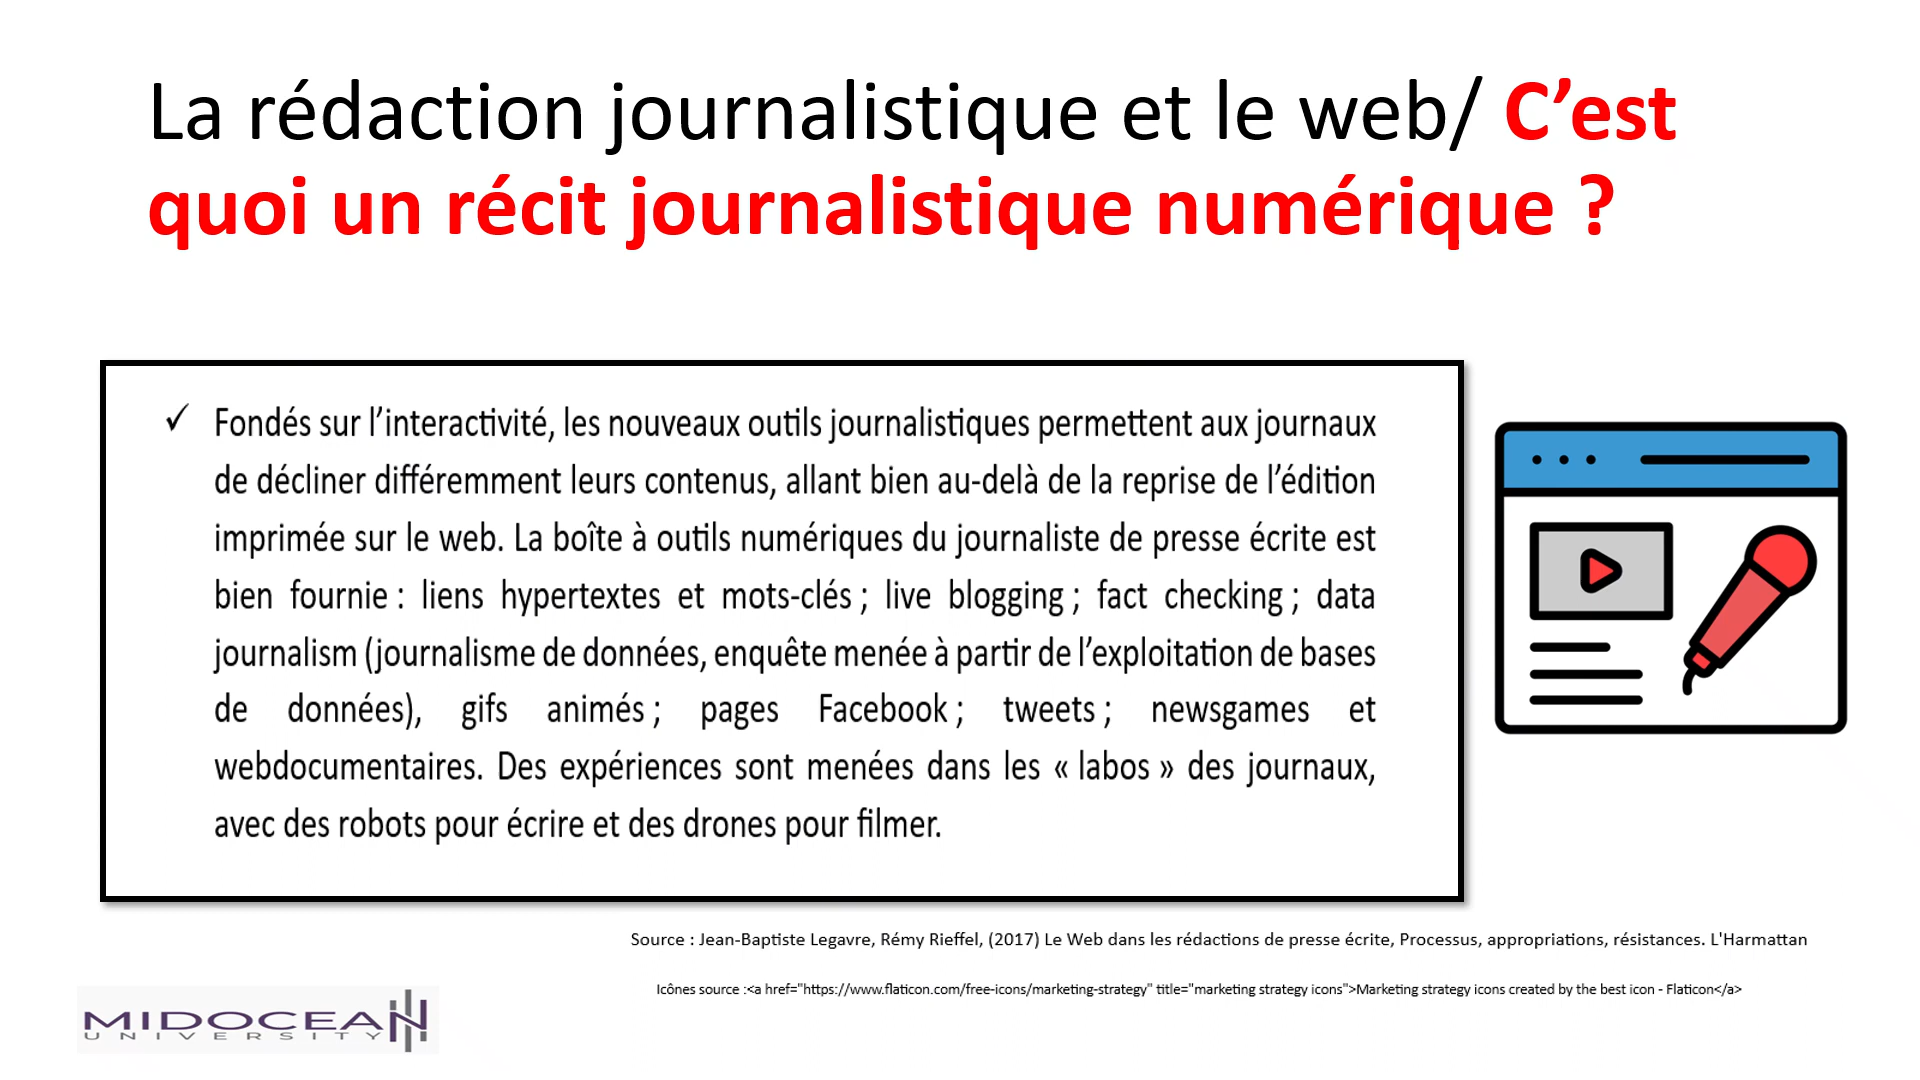 La rédaction journalistique et le web/ C’est
quoi un récit journalistique numérique ?
✓ Fondés sur l’interactivité, les nouveaux outils journalistiques permettent aux journaux
de décliner différemment leurs contenus, allant bien au-delà de la reprise de l’édition
imprimée sur le web. La boîte à outils numériques du journaliste de presse écrite est
bien fournie : liens hypertextes et mots-clés ; live blogging ; fact checking ; data
journalism (journalisme de données, enquête menée à partir de l’exploitation de bases
de données), gifs animés ; pages Facebook ; tweets ; newsgames et
webdocumentaires. Des expériences sont menées dans les « labos » des journaux,
avec des robots pour écrire et des drones pour filmer.
Source : Jean-Baptiste Legavre, Rémy Rieffel, (2017) Le Web dans les rédactions de presse écrite, Processus, appropriations, résistances. L'Harmattan
Icônes source :<a href="https://www.flaticon.com/free-icons/marketing-strategy" title="marketing strategy icons">Marketing strategy icons created by the best icon - Flaticon</a>
MIDOCEAN
UNIVERSITY